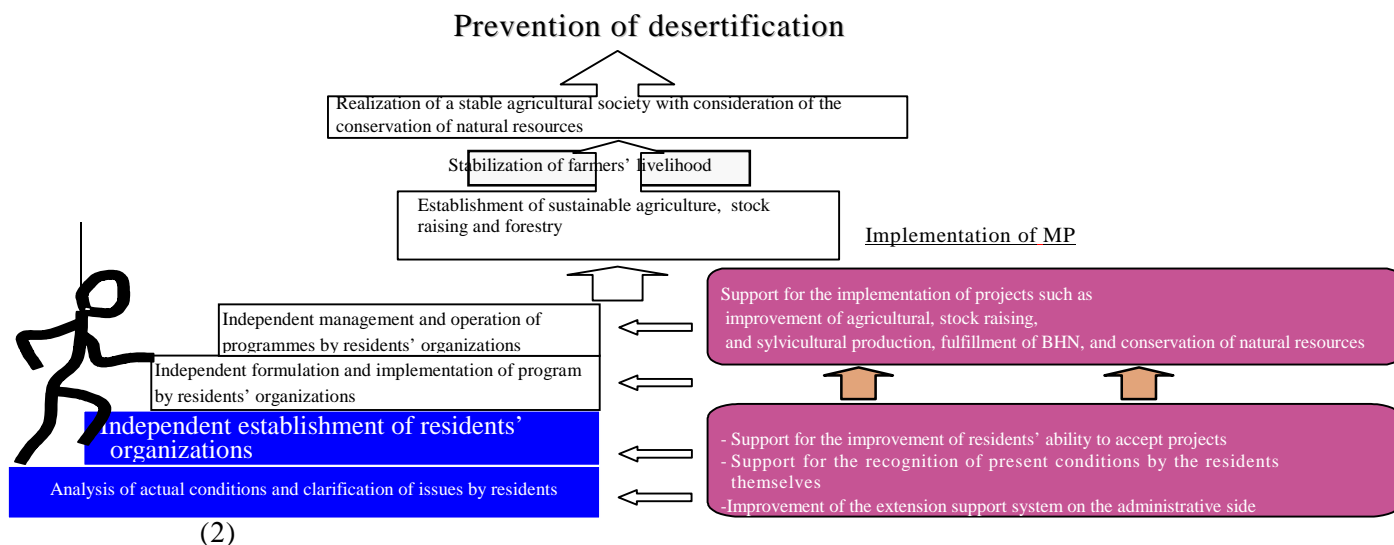 Prevention of desertification
Realization of a stable agricultural society with consideration of the
conservation of natural resources
Stabilization of farmers' livelihood
Establishment of sustainable agriculture, stock
raising and forestry
Implementation of MP
Support for the implementation of projects such as
improvement of agricultural, stock raising,
and sylvicultural production, fulfillment of BHN, and conservation of natural resources
Independent management and operation of
programmes by residents' organizations
Independent formulation and implementation of program
by residents' organizations
Independent establishment of residents'
organizations
Analysis of actual conditions and clarification of issues by residents
- Support for the improvement of residents' ability to accept projects
- Support for the recognition of present conditions by the residents
themselves
-Improvement of the extension support system on the administrative side
(2)